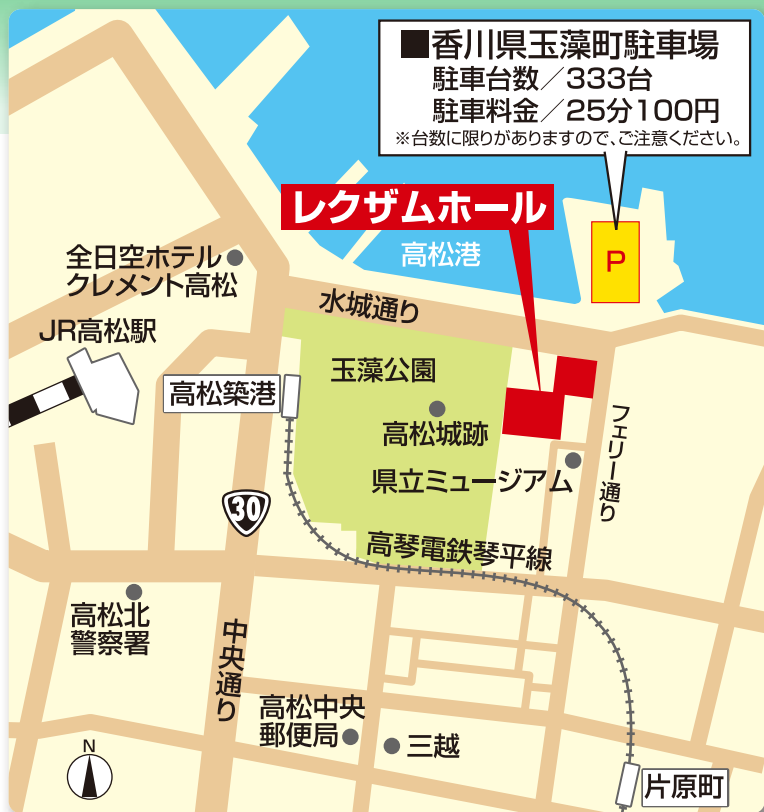 ■香川県玉藻町駐車場
駐車台数／333台
駐車料金／25分100円
※台数に限りがありますので、ご注意ください。
レクザムホール
高松港
P
全日空ホテル
クレメント高松
水城通り
JR高松駅
玉藻公園
高松築港
高松城跡
フェリー通り
県立ミュージアム
30
高琴電鉄琴平線
高松北
警察署
中央通り
高松中央
郵便局
三越
N
片原町